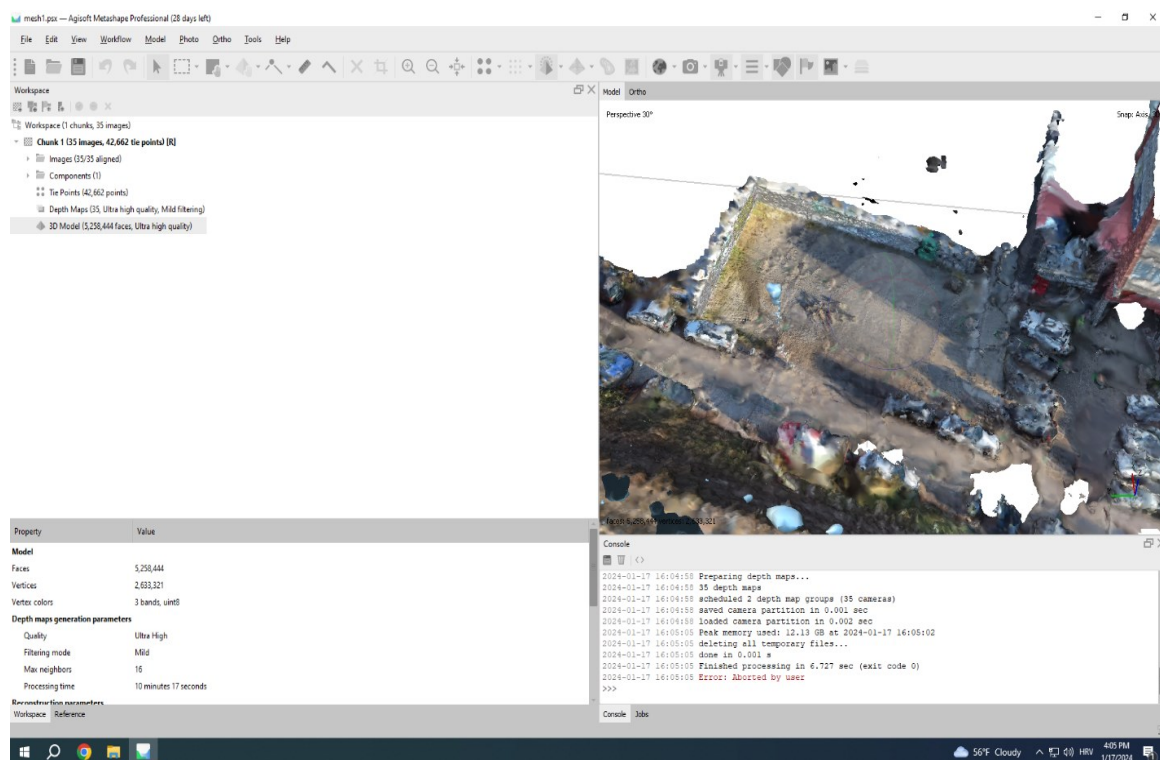 mesh1.psx — Agisoft Metashape Professional (28 days left)
File Edit View Workflow Model Photo Ortho Tools Help
Workspace
Model Ortho
Perspective 30°
Snap: Axis, 3D
Workspace (1 chunks, 35 images)
Chunk 1 (35 images, 42,662 tie points) [R]
Images (35/35 aligned)
Components (1)
Tie Points (42,662 points)
Depth Maps (35, Ultra high quality, Mild filtering)
3D Model (5,258,444 faces, Ultra high quality)
faces: 5,258,444 vertices: 2,633,321
Property Value
Model
Faces 5,258,444
Vertices 2,633,321
Vertex colors 3 bands, uint8
Depth maps generation parameters
Quality Ultra High
Filtering mode Mild
Max neighbors 16
Processing time 10 minutes 17 seconds
Reconstruction parameters
Workspace Reference
Console
2024-01-17 16:04:58 Preparing depth maps...
2024-01-17 16:04:58 35 depth maps
2024-01-17 16:04:58 scheduled 2 depth map groups (35 cameras)
2024-01-17 16:04:58 saved camera partition in 0.001 sec
2024-01-17 16:04:58 loaded camera partition in 0.002 sec
2024-01-17 16:05:05 Peak memory used: 12.13 GB at 2024-01-17 16:05:02
2024-01-17 16:05:05 deleting all temporary files...
2024-01-17 16:05:05 done in 0.001 s
2024-01-17 16:05:05 Finished processing in 6.727 sec (exit code 0)
2024-01-17 16:05:05 Error: Aborted by user
>>>
Console Jobs
56°F Cloudy HRV 4:05 PM
1/17/2024